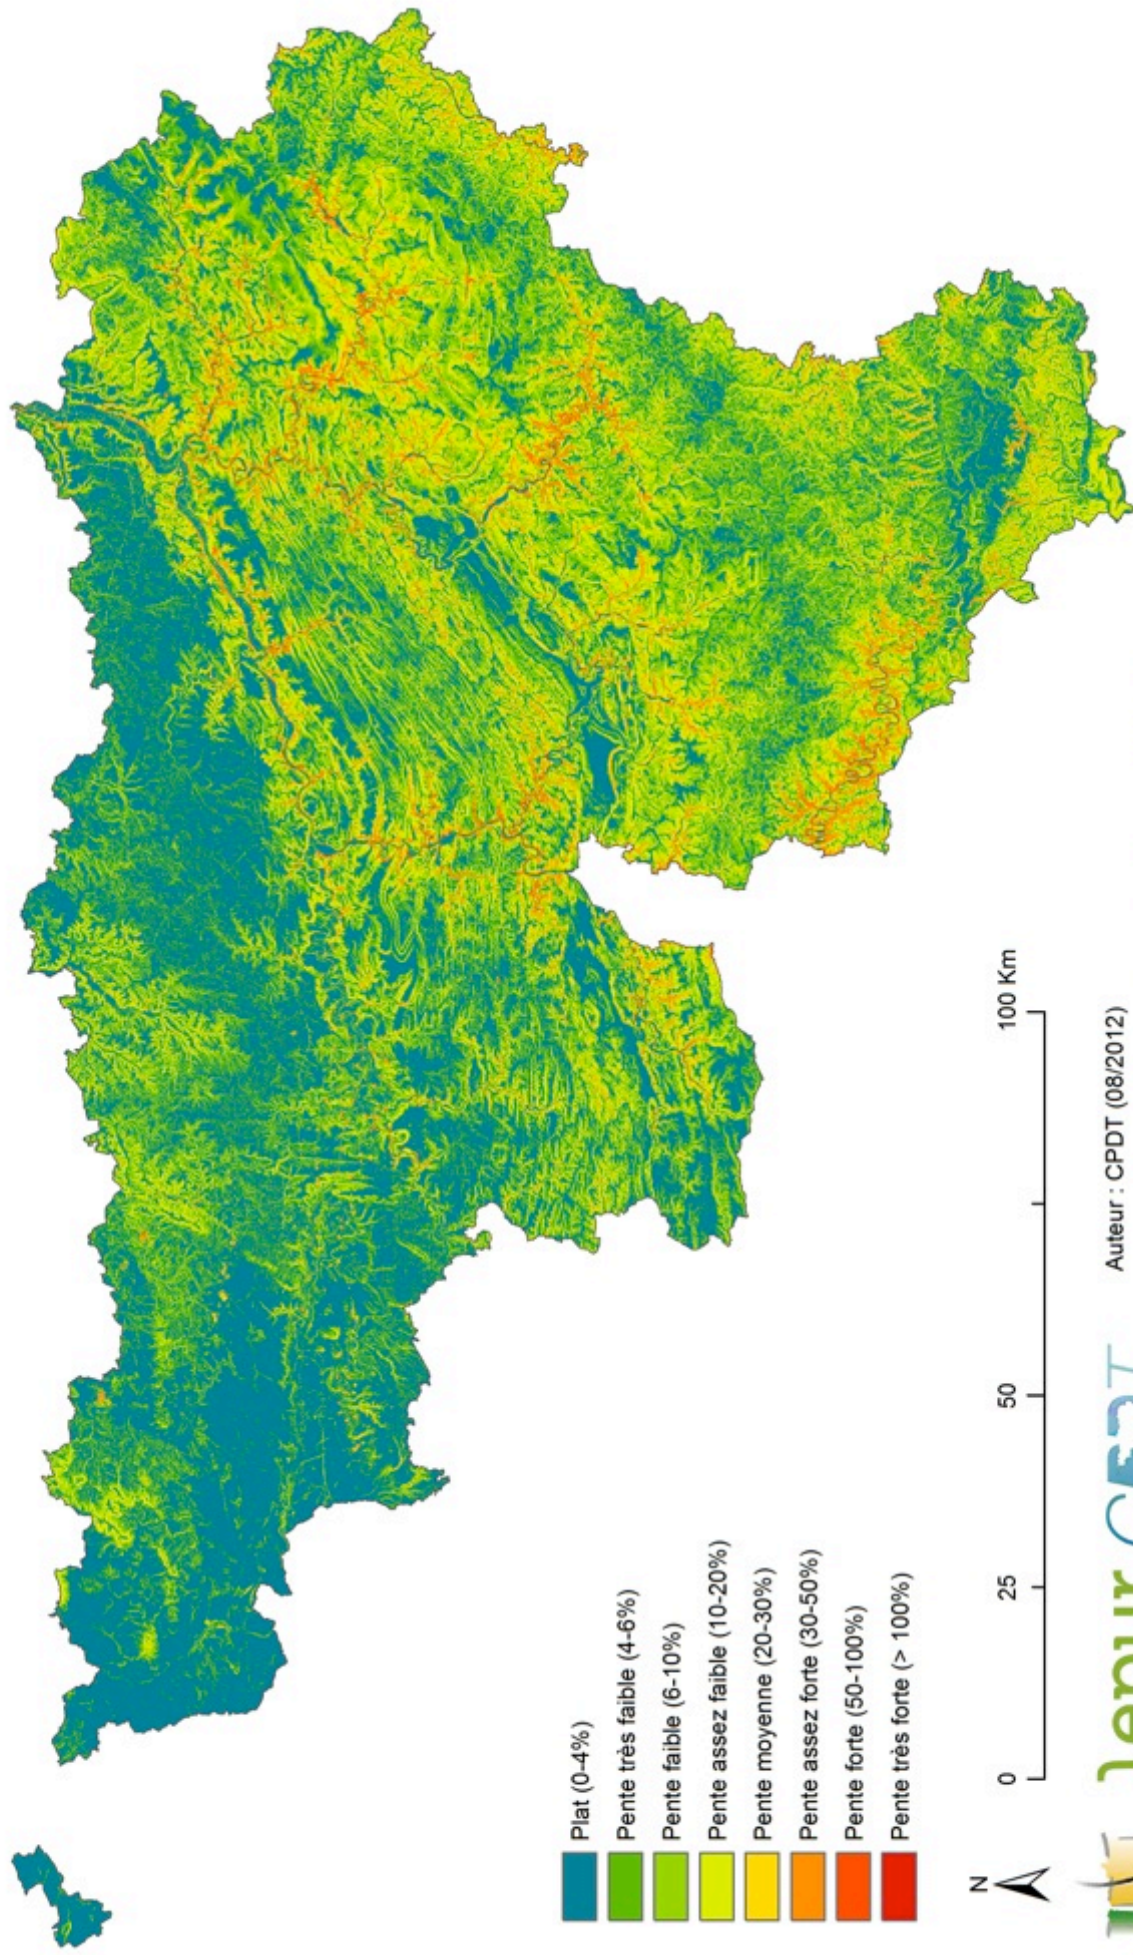 Plat (0-4%)
Pente très faible (4-6%)
Pente faible (6-10%)
Pente assez faible (10-20%)
Pente moyenne (20-30%)
Pente assez forte (30-50%)
Pente forte (50-100%)
Pente très forte (> 100%)
N
0 25 50 100 Km
Auteur : CPDT (08/2012)
lepur CPDT